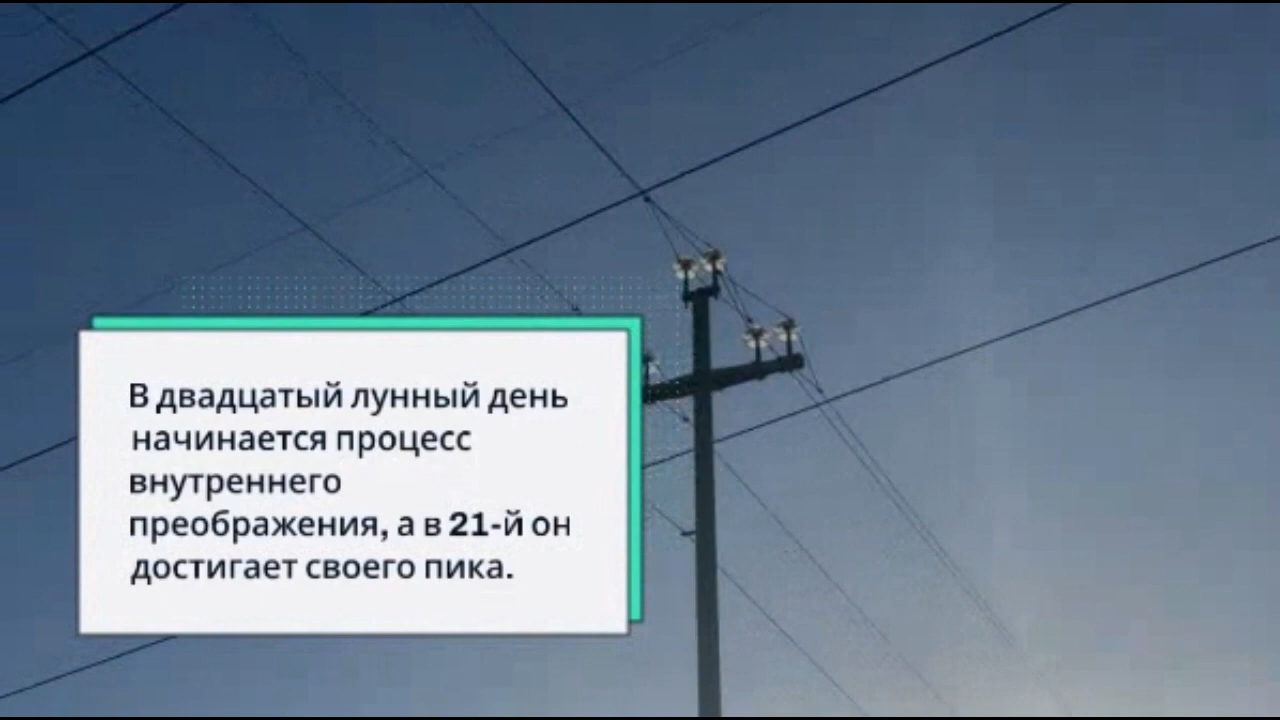 В двадцатый лунный день
начинается процесс
внутреннего
преображения, а в 21-й он
достигает своего пика.